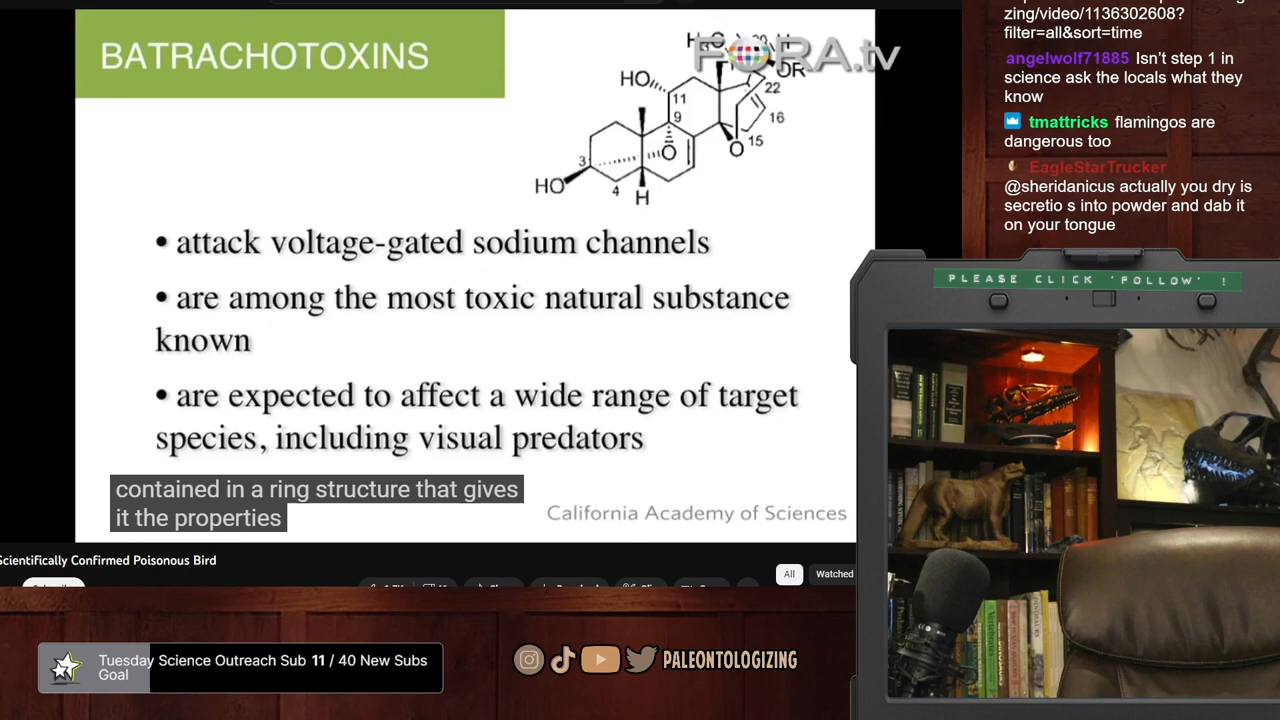 BATRACHOTOXINS
FORA.tv
HO
11
9
3
4
O
H
HO
O
15
16
22
OR
• attack voltage-gated sodium channels
• are among the most toxic natural substance
known
• are expected to affect a wide range of target
species, including visual predators
contained in a ring structure that gives
it the properties
California Academy of Sciences
Scientifically Confirmed Poisonous Bird
All
Watched
zing/video/1136302608?
filter=all&sort=time
angelwolf71885 Isn’t step 1 in
science ask the locals what they
know
tmattricks flamingos are
dangerous too
EagleStarTrucker
@sheridanicus actually you dry is
secretio s into powder and dab it
on your tongue
PLEASE CLICK 'FOLLOW' !
Tuesday Science Outreach Sub 11 / 40 New Subs
Goal
PALEONTOLOGIZING